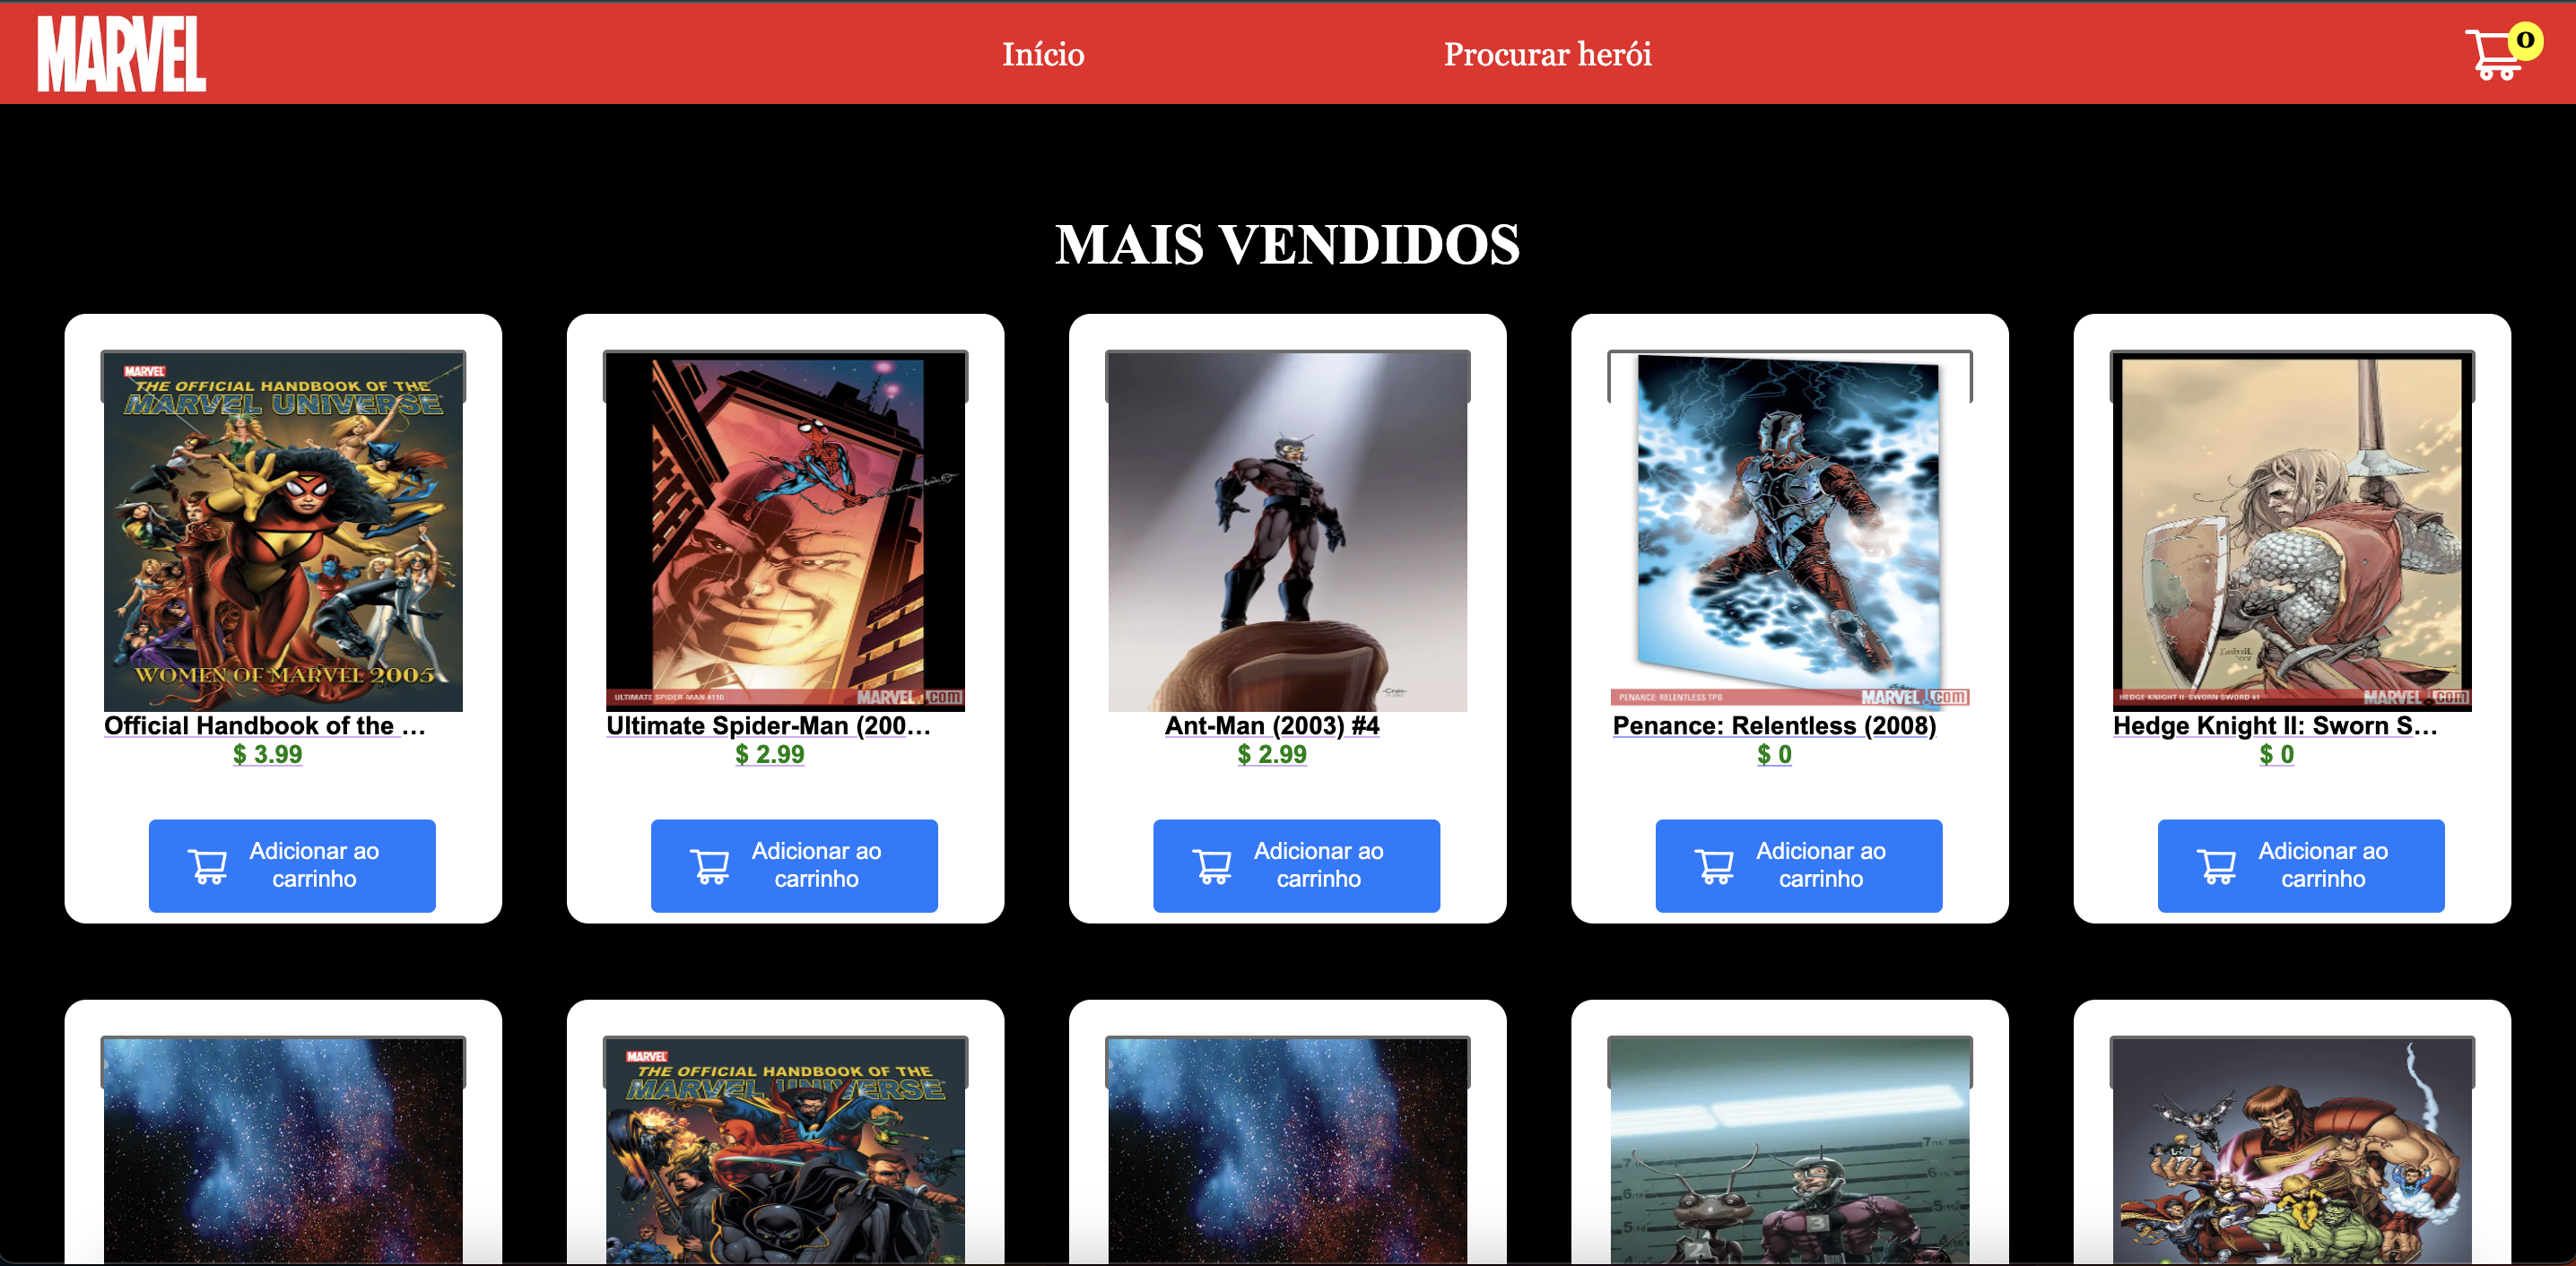 MARVEL
Início
Procurar herói
0
MAIS VENDIDOS
MARVEL
THE OFFICIAL HANDBOOK OF THE
MARVEL UNIVERSE
WOMEN OF MARVEL 2005
Official Handbook of the ...
$ 3.99
Adicionar ao
carrinho
ULTIMATE SPIDER-MAN #110
MARVEL.com
Ultimate Spider-Man (200...
$ 2.99
Adicionar ao
carrinho
Ant-Man (2003) #4
$ 2.99
Adicionar ao
carrinho
PENANCE: RELENTLESS TPB
MARVEL.com
Penance: Relentless (2008)
$ 0
Adicionar ao
carrinho
HEDGE KNIGHT II: SWORN SWORD #1
MARVEL.com
Hedge Knight II: Sworn S...
$ 0
Adicionar ao
carrinho
MARVEL
THE OFFICIAL HANDBOOK OF THE
MARVEL UNIVERSE
3
2